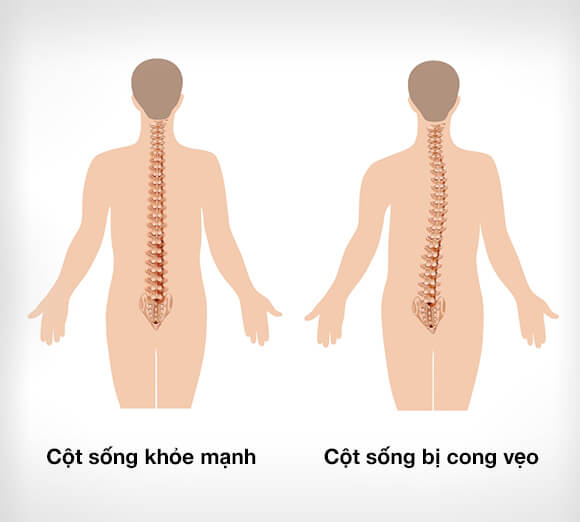 Cột sống khỏe mạnh
Cột sống bị cong vẹo